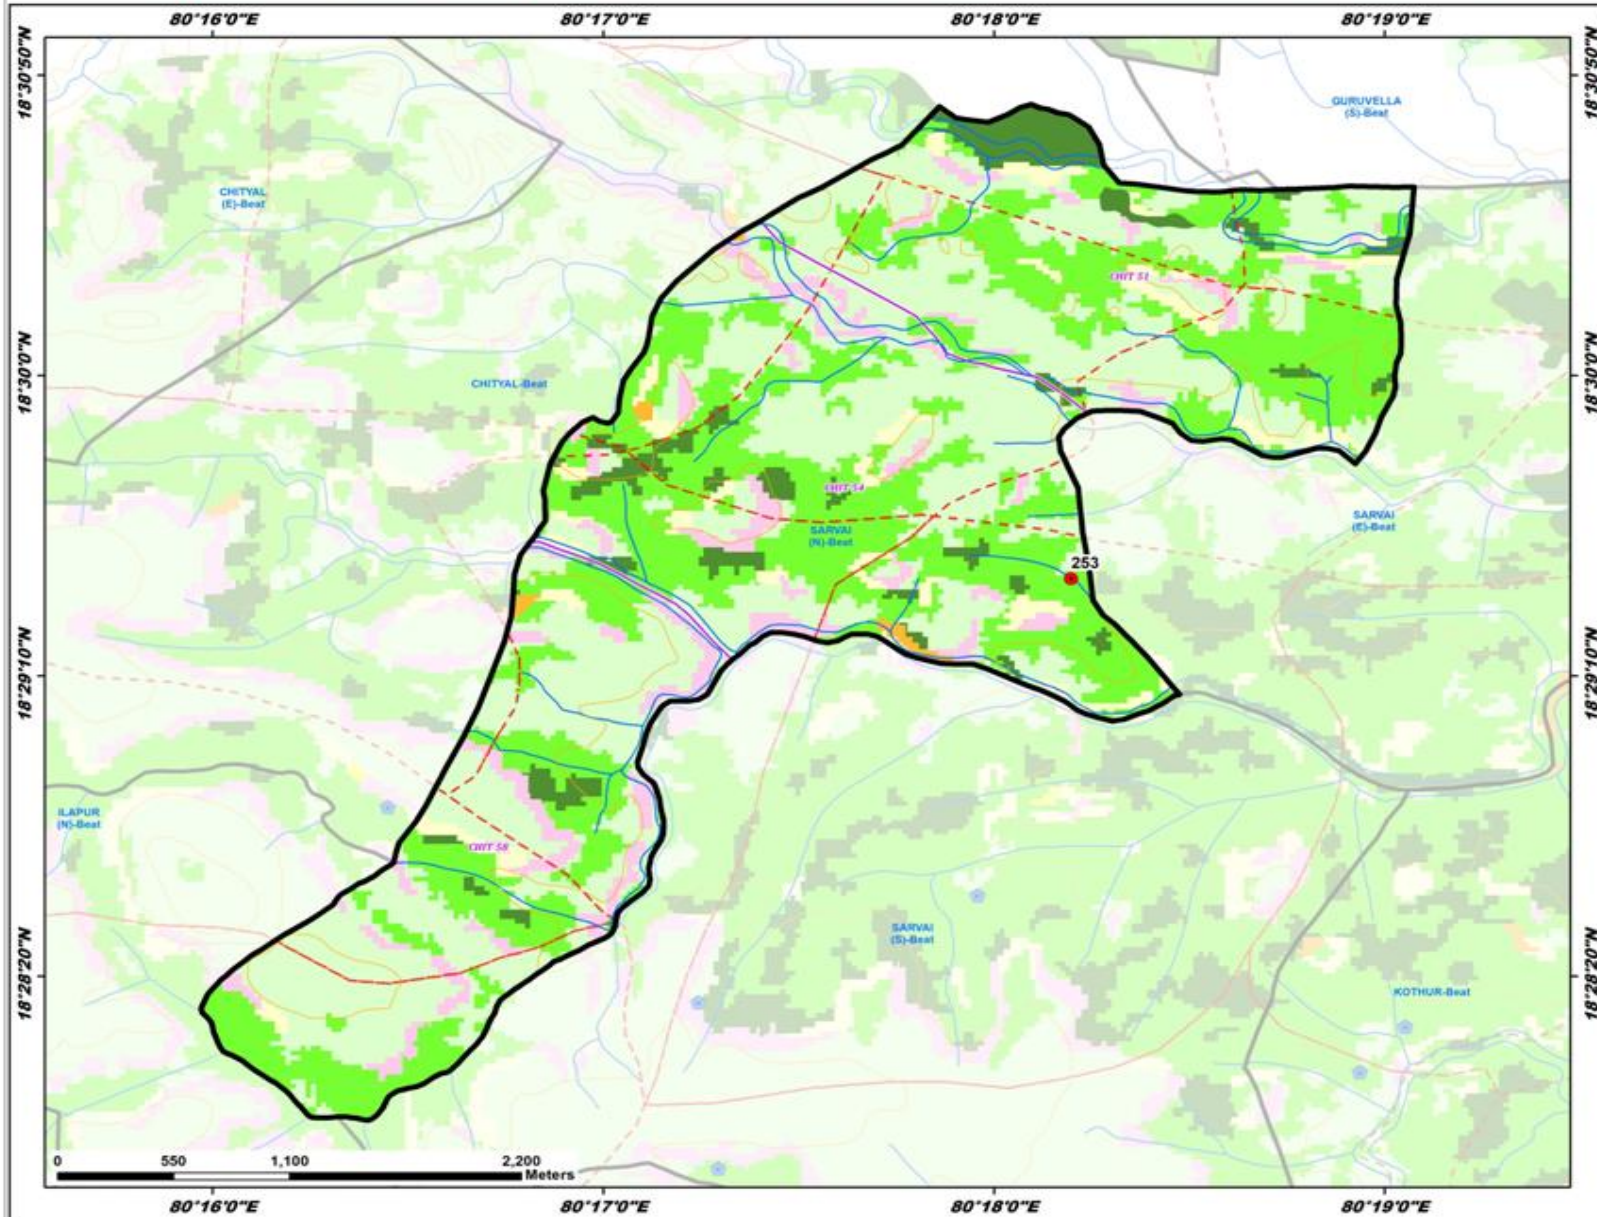 80°16'0"E 80°17'0"E 80°18'0"E 80°19'0"E
18°30'50"N 18°30'50"N
GURUVELLA
(S)-Beat
CHITYAL
(E)-Beat
CHIT 51
18°30'0"N 18°30'0"N
CHITYAL-Beat
CHIT 54
SARVAI
(N)-Beat
SARVAI
(E)-Beat
253
18°29'10"N 18°29'10"N
ILAPUR
(N)-Beat
CHIT 58
SARVAI
(S)-Beat
18°28'20"N 18°28'20"N
KOTHUR-Beat
0 550 1,100 2,200
Meters
80°16'0"E 80°17'0"E 80°18'0"E 80°19'0"E